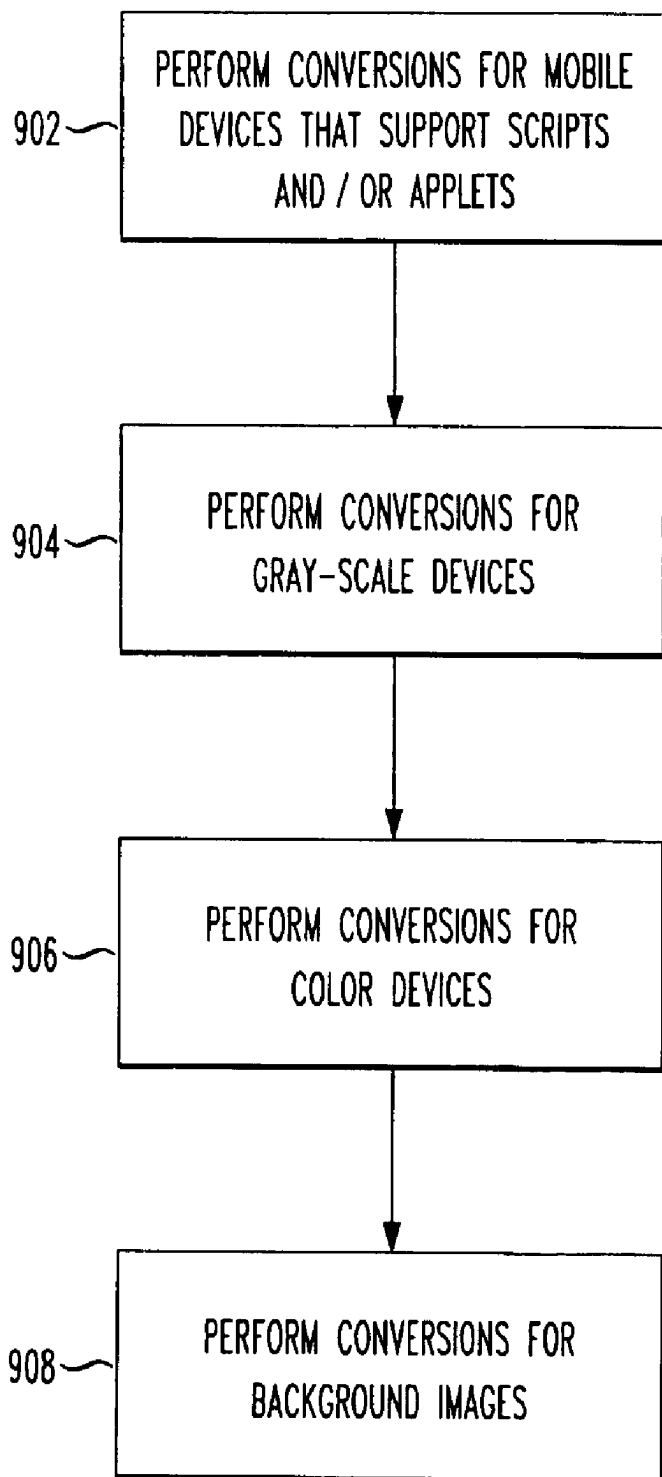 902
PERFORM CONVERSIONS FOR MOBILE
DEVICES THAT SUPPORT SCRIPTS
AND / OR APPLETS
904
PERFORM CONVERSIONS FOR
GRAY-SCALE DEVICES
906
PERFORM CONVERSIONS FOR
COLOR DEVICES
908
PERFORM CONVERSIONS FOR
BACKGROUND IMAGES